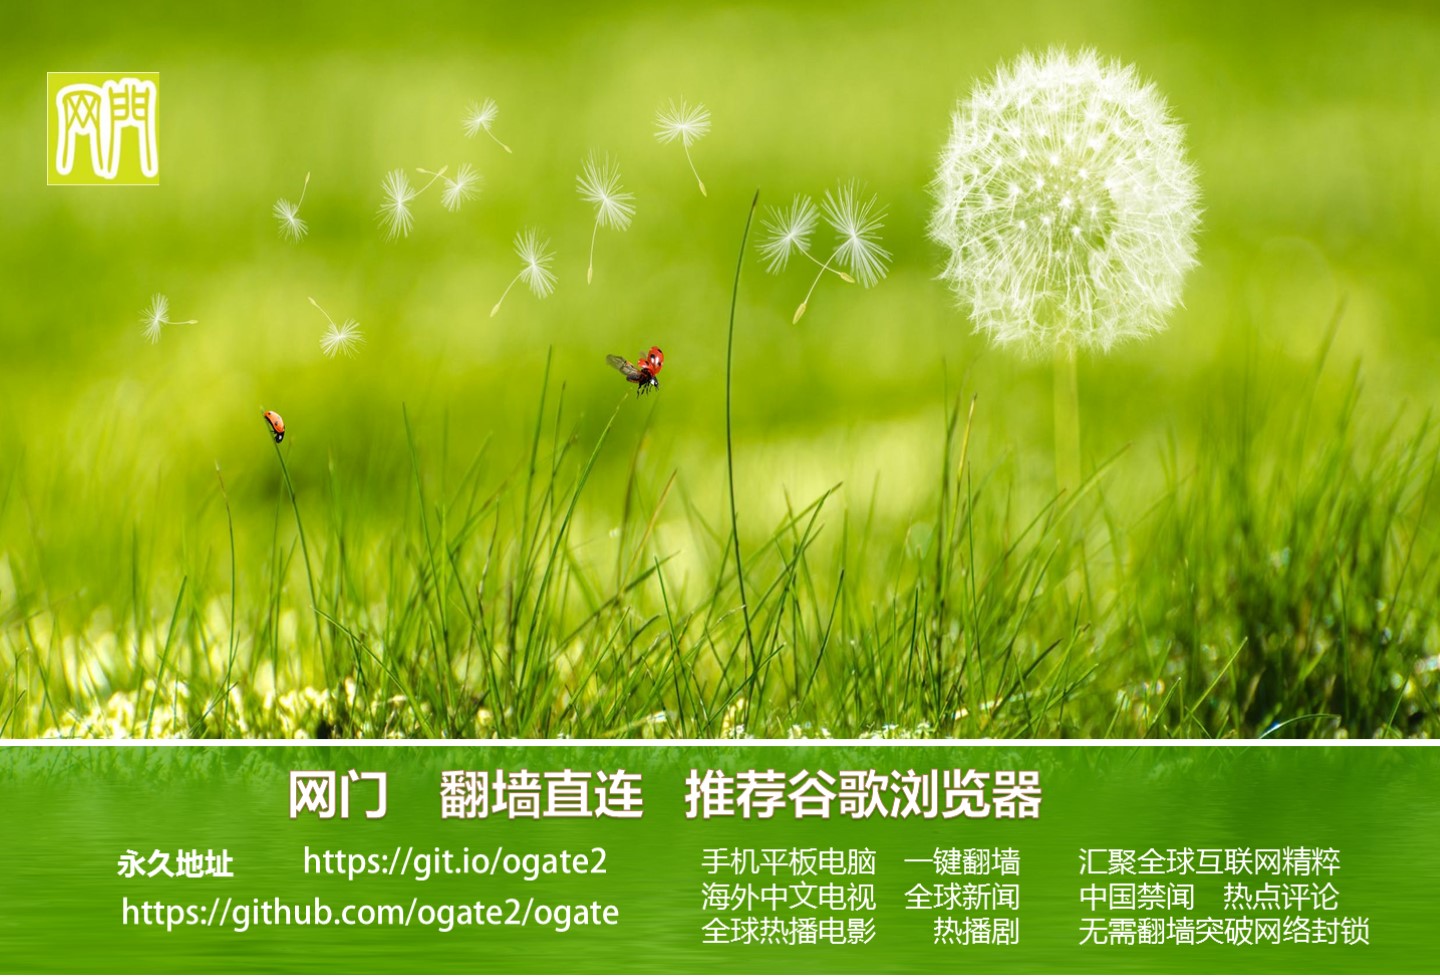 网門
网门 翻墙直连 推荐谷歌浏览器
永久地址 https://git.io/ogate2
https://github.com/ogate2/ogate
手机平板电脑 一键翻墙 汇聚全球互联网精粹
海外中文电视 全球新闻 中国禁闻 热点评论
全球热播电影 热播剧 无需翻墙突破网络封锁